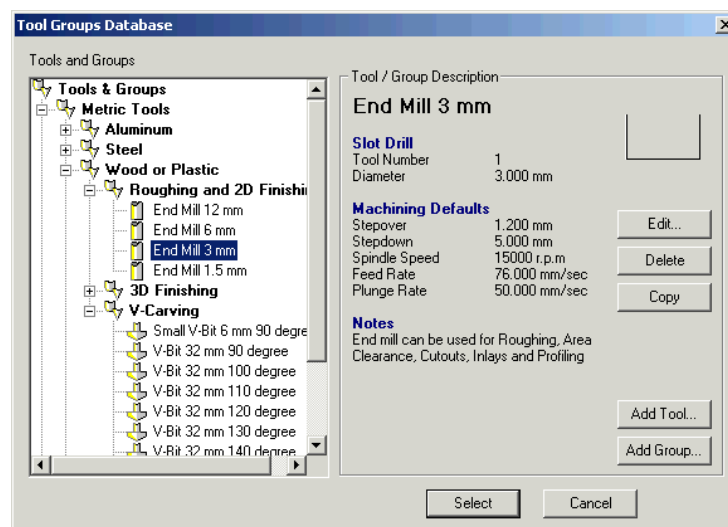 Tool Groups Database
Tools and Groups
Tools & Groups
Metric Tools
Aluminum
Steel
Wood or Plastic
Roughing and 2D Finishi
End Mill 12 mm
End Mill 6 mm
End Mill 3 mm
End Mill 1.5 mm
3D Finishing
V-Carving
Small V-Bit 6 mm 90 degre
V-Bit 32 mm 90 degree
V-Bit 32 mm 100 degree
V-Bit 32 mm 110 degree
V-Bit 32 mm 120 degree
V-Bit 32 mm 130 degree
V-Bit 32 mm 140 degree
Tool / Group Description
End Mill 3 mm
Slot Drill
Tool Number 1
Diameter 3.000 mm
Machining Defaults
Stepover 1.200 mm
Stepdown 5.000 mm
Spindle Speed 15000 r.p.m
Feed Rate 76.000 mm/sec
Plunge Rate 50.000 mm/sec
Notes
End mill can be used for Roughing, Area
Clearance, Cutouts, Inlays and Profiling
Edit...
Delete
Copy
Add Tool...
Add Group...
Select
Cancel